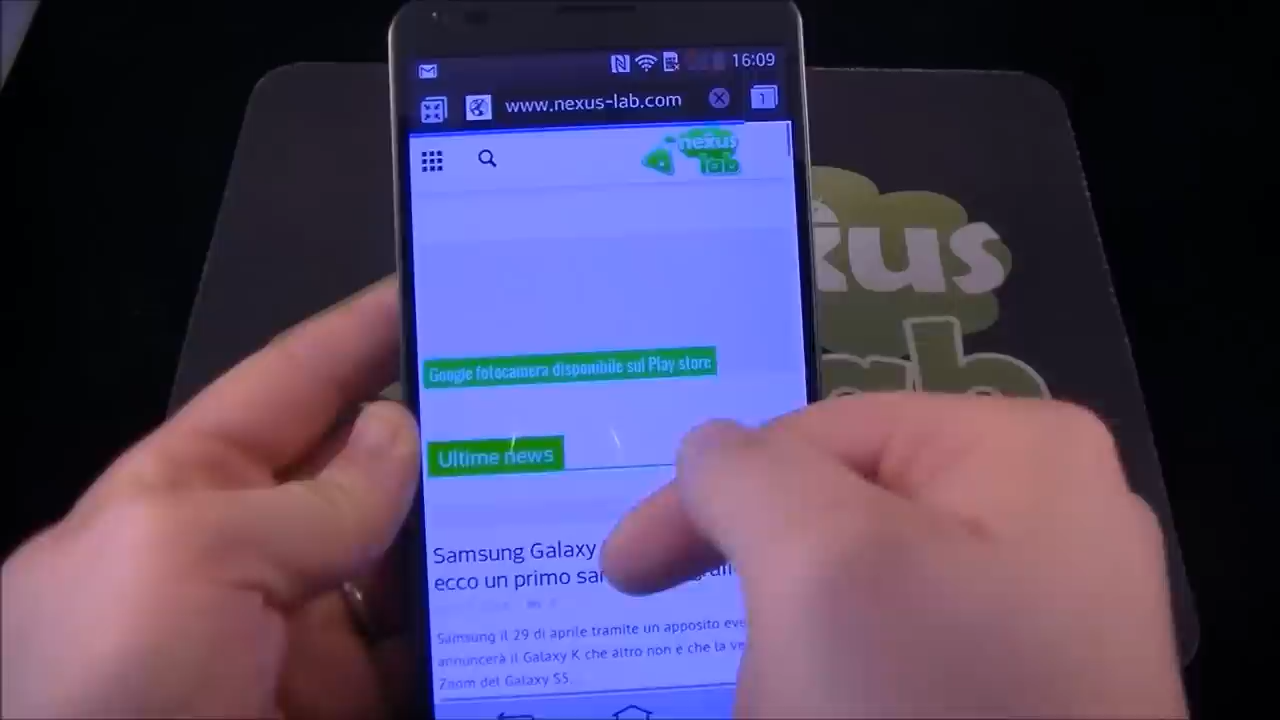 16:09
www.nexus-lab.com
1
nexus
lab
Google fotocamera disponibile sul Play store
Ultime news
Samsung Galaxy
ecco un primo
Samsung il 29 di aprile tramite un apposito
annuncerà il Galaxy K che altro non e che la
Zoom del Galaxy S5...